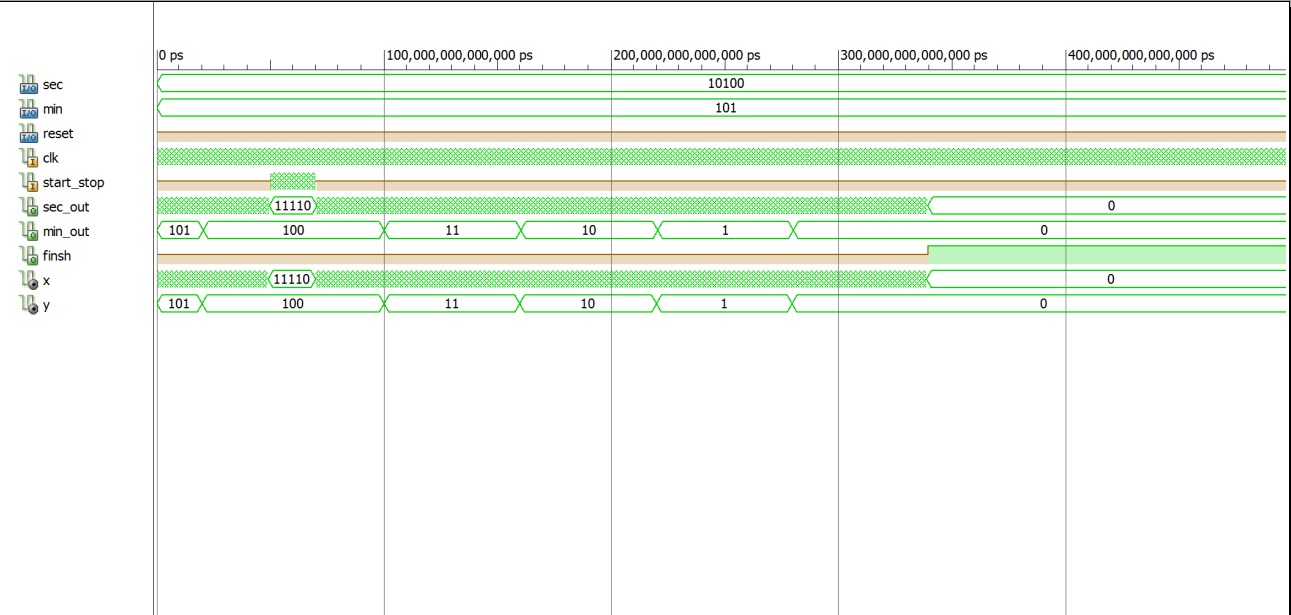 0 ps 100,000,000,000,000 ps 200,000,000,000,000 ps 300,000,000,000,000 ps 400,000,000,000,000 ps
sec 10100
min 101
reset
clk
start_stop
sec_out 11110 0
min_out 101 100 11 10 1 0
finsh
x 11110 0
y 101 100 11 10 1 0